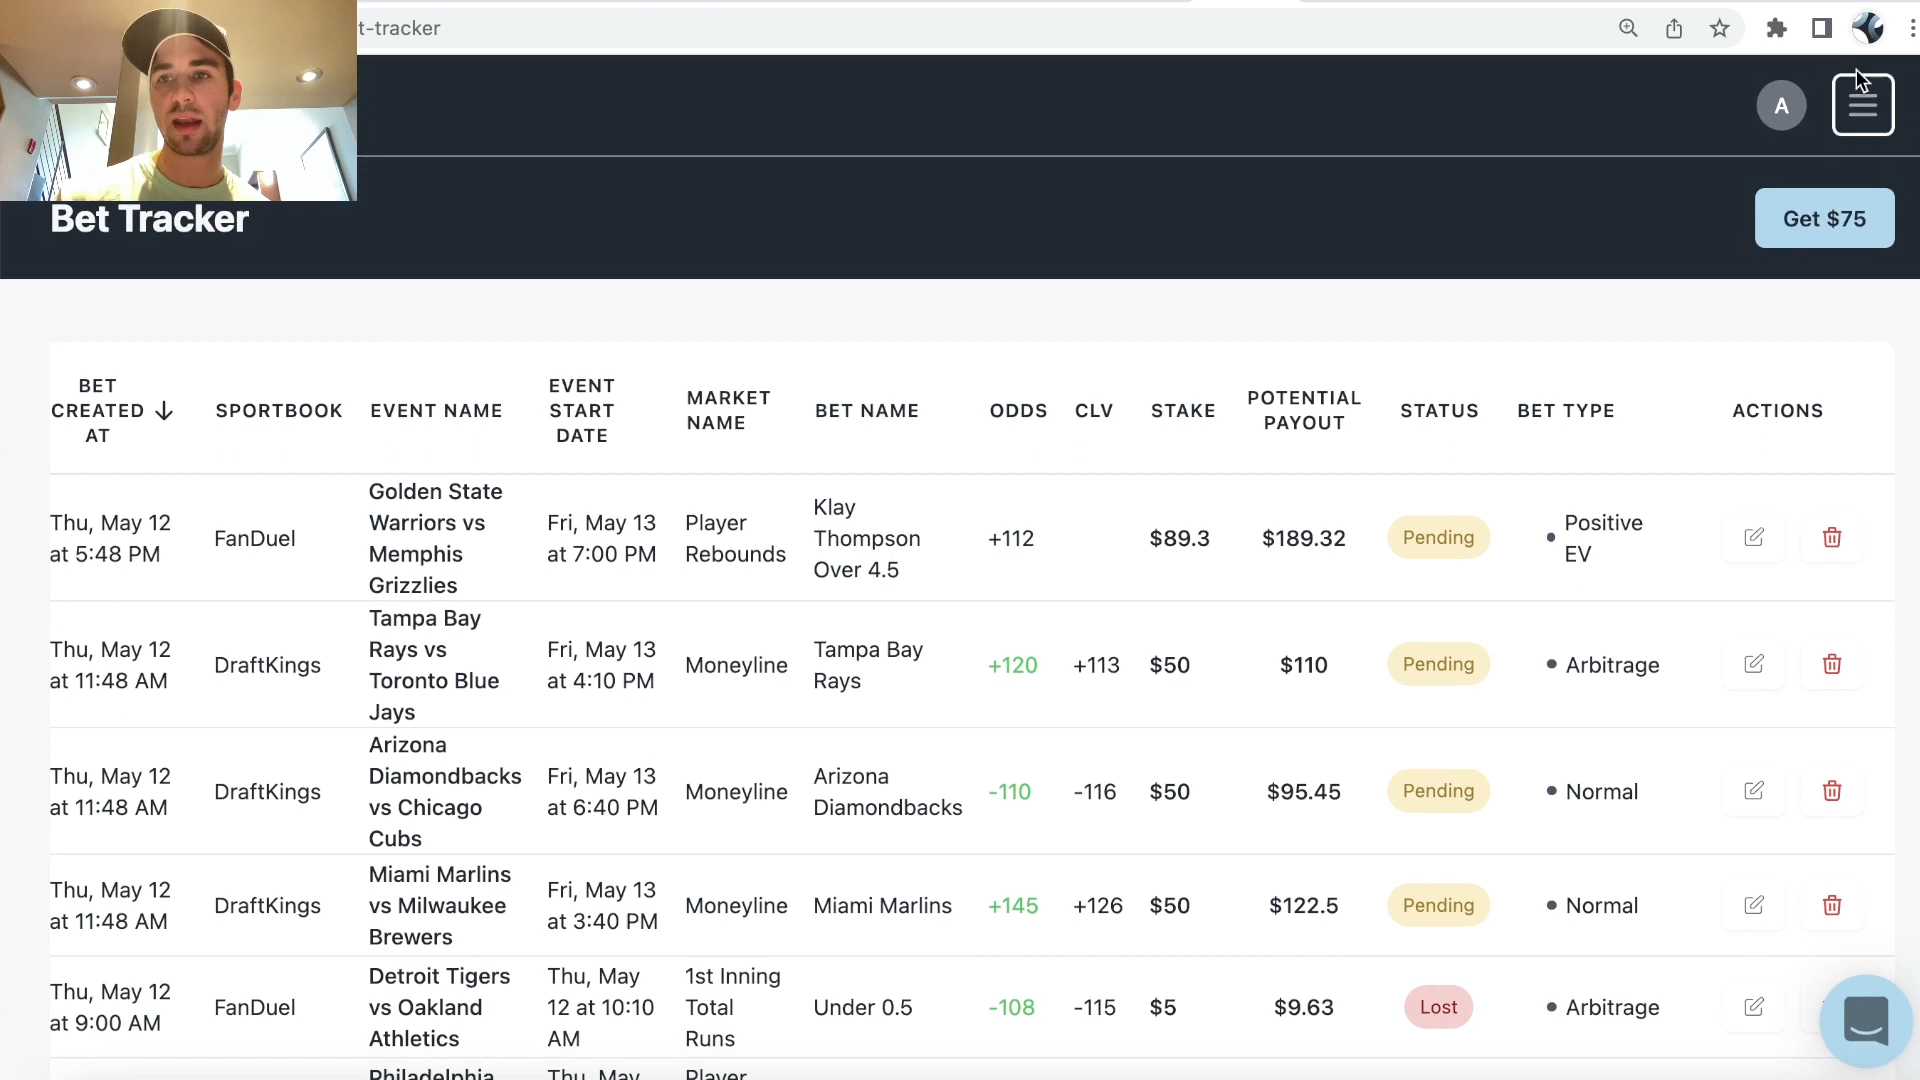 t-tracker
A
Bet Tracker
Get $75
BET CREATED AT ↓ SPORTBOOK EVENT NAME EVENT START DATE MARKET NAME BET NAME ODDS CLV STAKE POTENTIAL PAYOUT STATUS BET TYPE ACTIONS
Thu, May 12 at 5:48 PM FanDuel Golden State Warriors vs Memphis Grizzlies Fri, May 13 at 7:00 PM Player Rebounds Klay Thompson Over 4.5 +112 $89.3 $189.32 Pending • Positive EV
Thu, May 12 at 11:48 AM DraftKings Tampa Bay Rays vs Toronto Blue Jays Fri, May 13 at 4:10 PM Moneyline Tampa Bay Rays +120 +113 $50 $110 Pending • Arbitrage
Thu, May 12 at 11:48 AM DraftKings Arizona Diamondbacks vs Chicago Cubs Fri, May 13 at 6:40 PM Moneyline Arizona Diamondbacks -110 -116 $50 $95.45 Pending • Normal
Thu, May 12 at 11:48 AM DraftKings Miami Marlins vs Milwaukee Brewers Fri, May 13 at 3:40 PM Moneyline Miami Marlins +145 +126 $50 $122.5 Pending • Normal
Thu, May 12 at 9:00 AM FanDuel Detroit Tigers vs Oakland Athletics Thu, May 12 at 10:10 AM 1st Inning Total Runs Under 0.5 -108 -115 $5 $9.63 Lost • Arbitrage
Philadelphia Thu, May Player